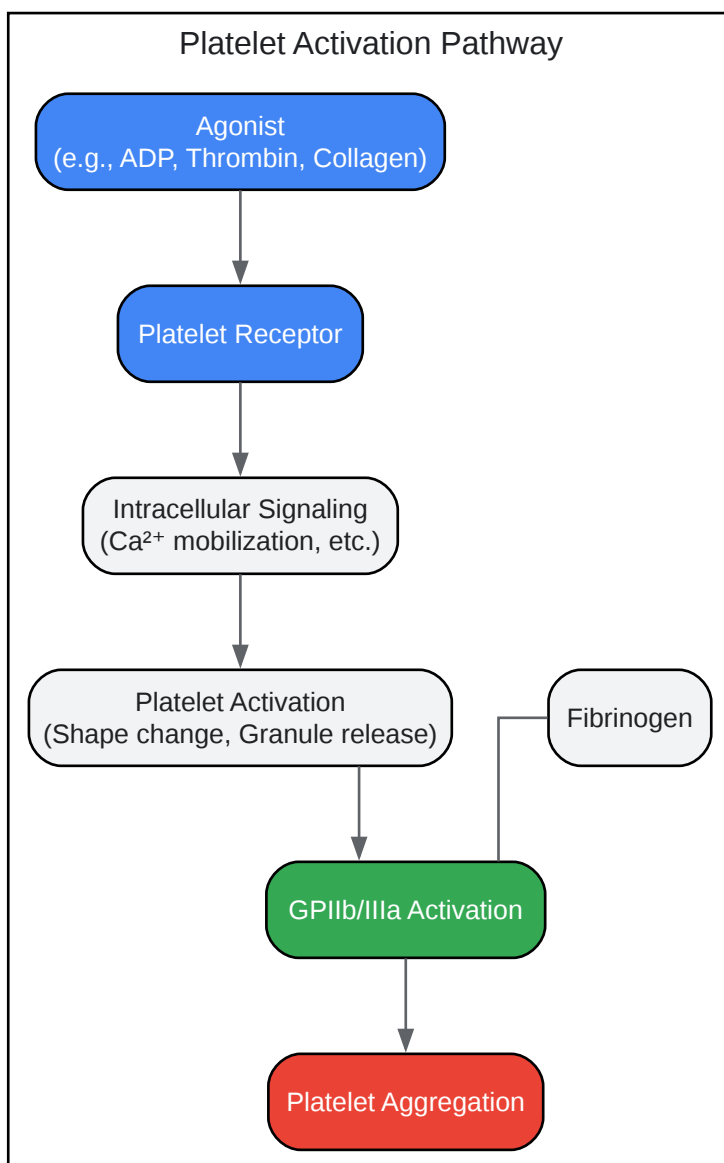 Platelet Activation Pathway
Agonist
(e.g., ADP, Thrombin, Collagen)
Platelet Receptor
Intracellular Signaling
(Ca²⁺ mobilization, etc.)
Platelet Activation
(Shape change, Granule release)
Fibrinogen
GPIIb/IIIa Activation
Platelet Aggregation